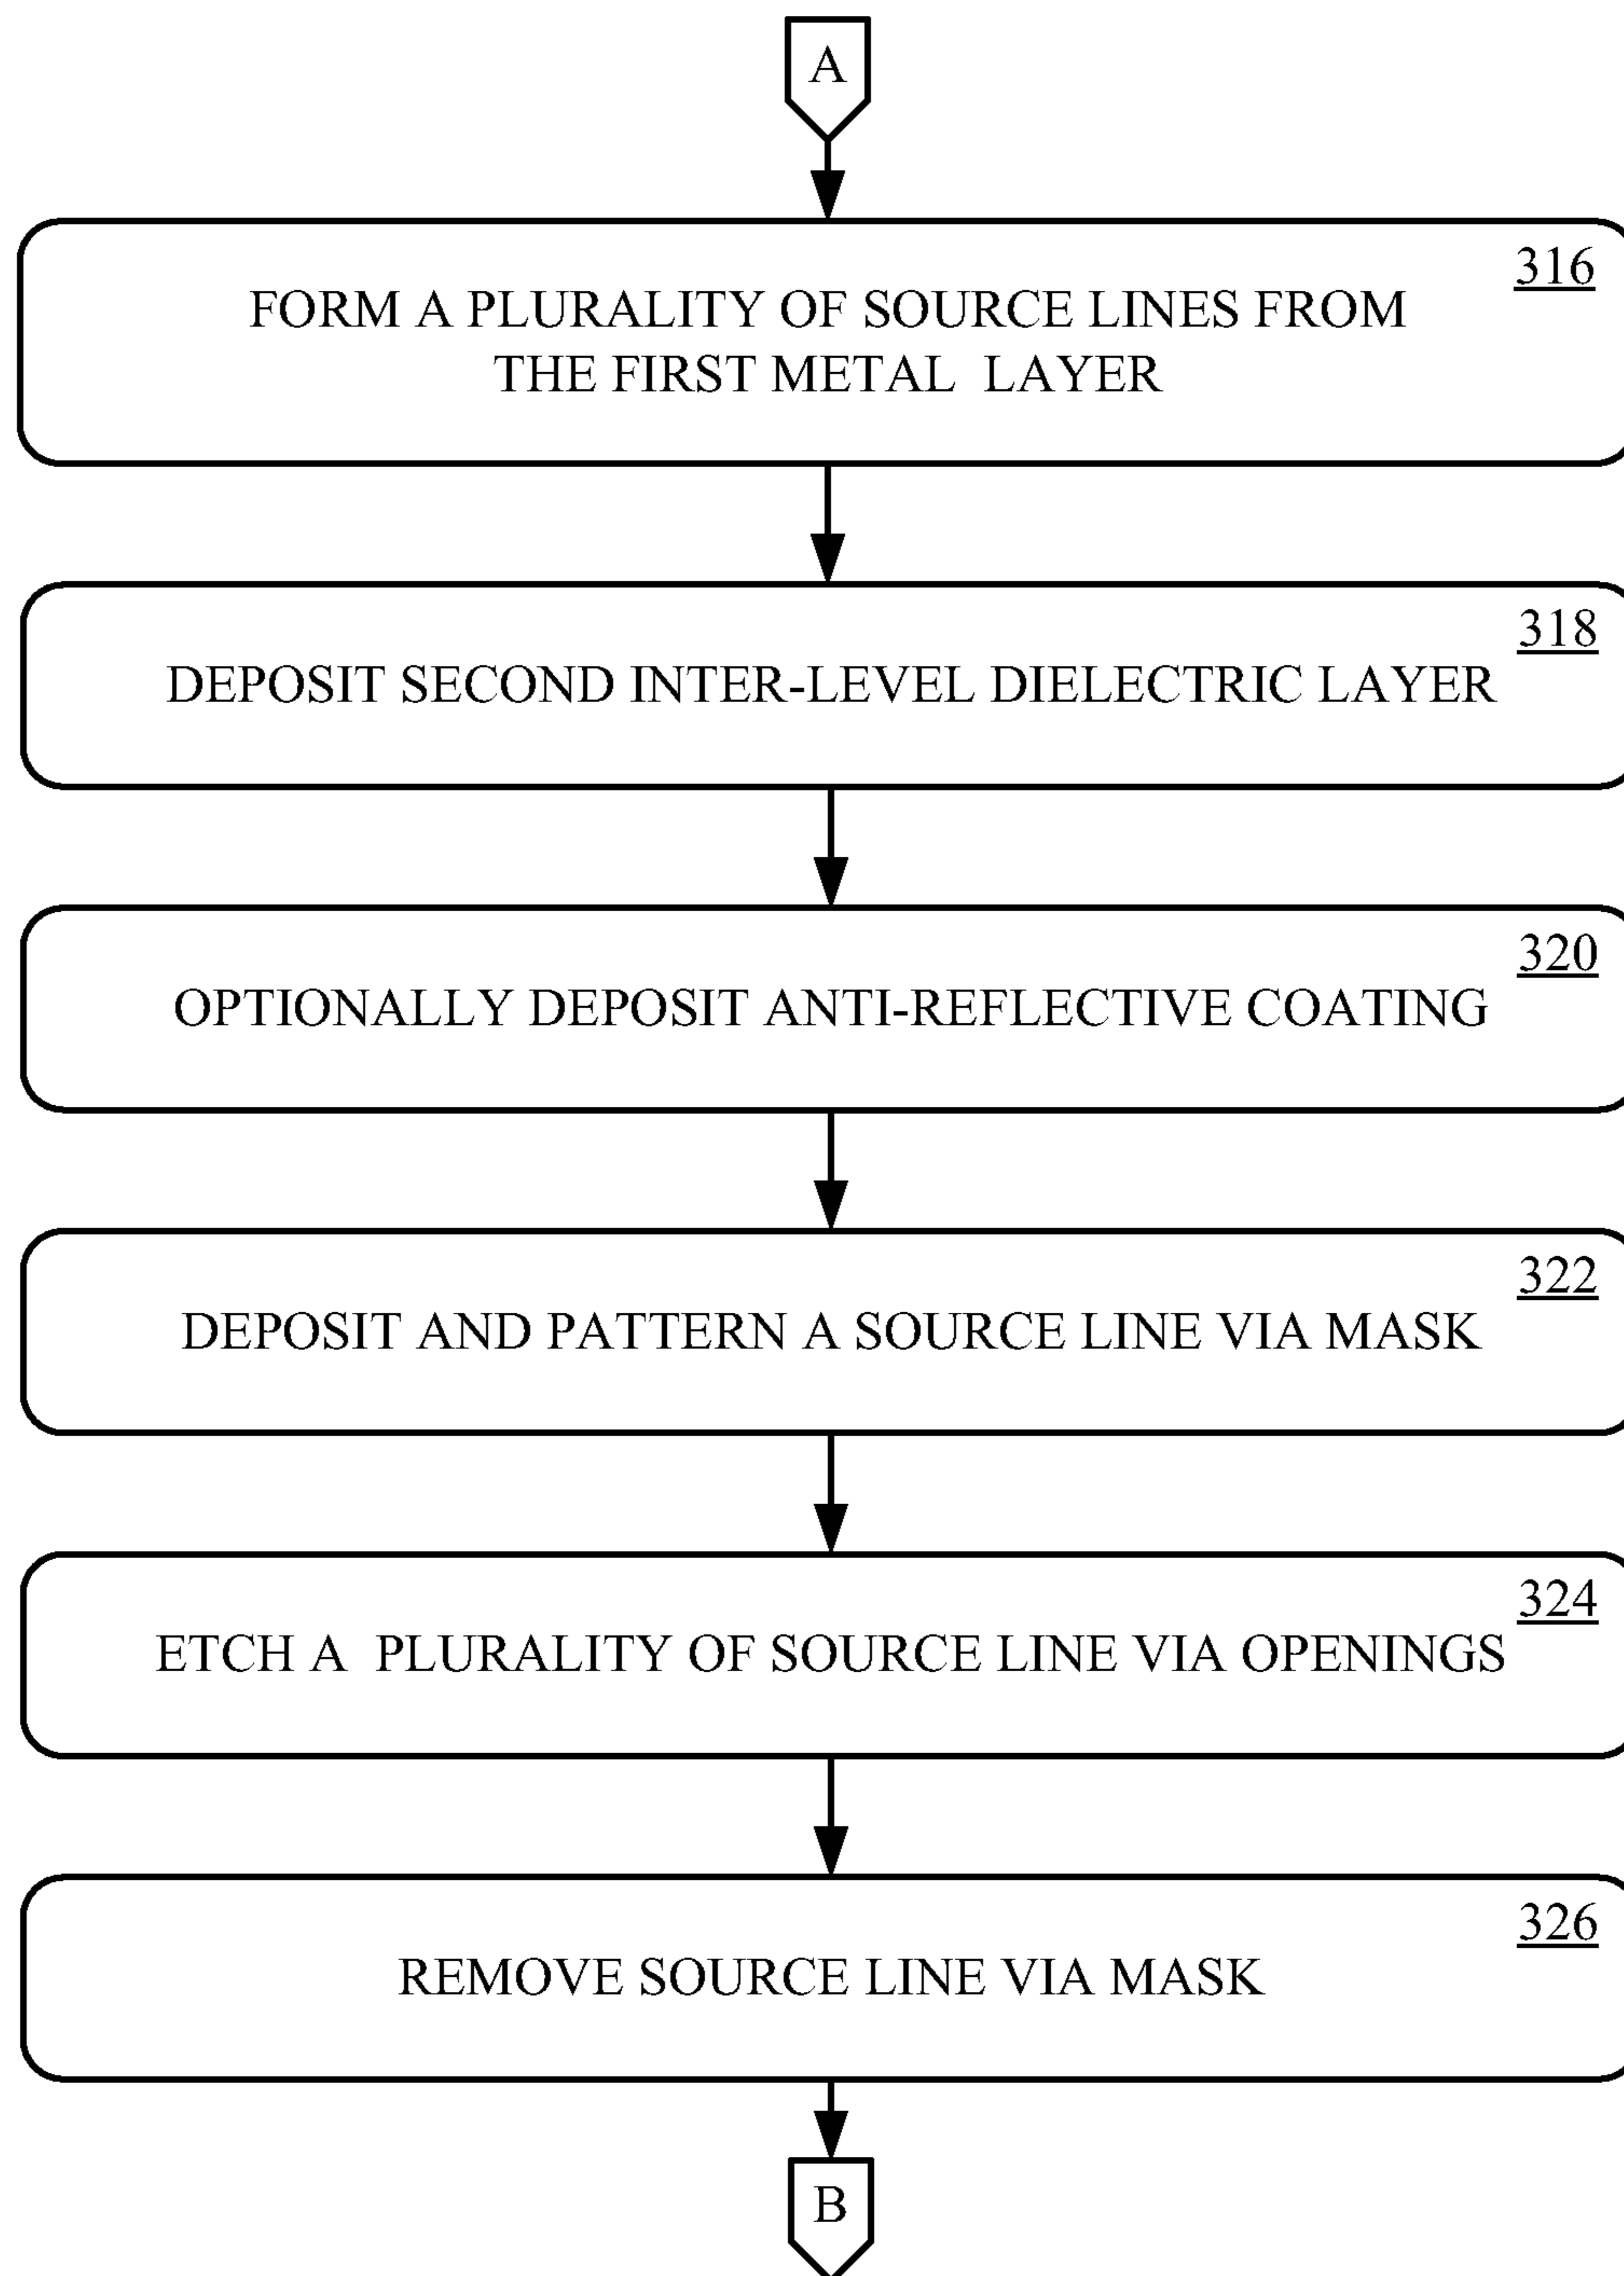 A
316
FORM A PLURALITY OF SOURCE LINES FROM
THE FIRST METAL LAYER
318
DEPOSIT SECOND INTER-LEVEL DIELECTRIC LAYER
320
OPTIONALLY DEPOSIT ANTI-REFLECTIVE COATING
322
DEPOSIT AND PATTERN A SOURCE LINE VIA MASK
324
ETCH A PLURALITY OF SOURCE LINE VIA OPENINGS
326
REMOVE SOURCE LINE VIA MASK
B